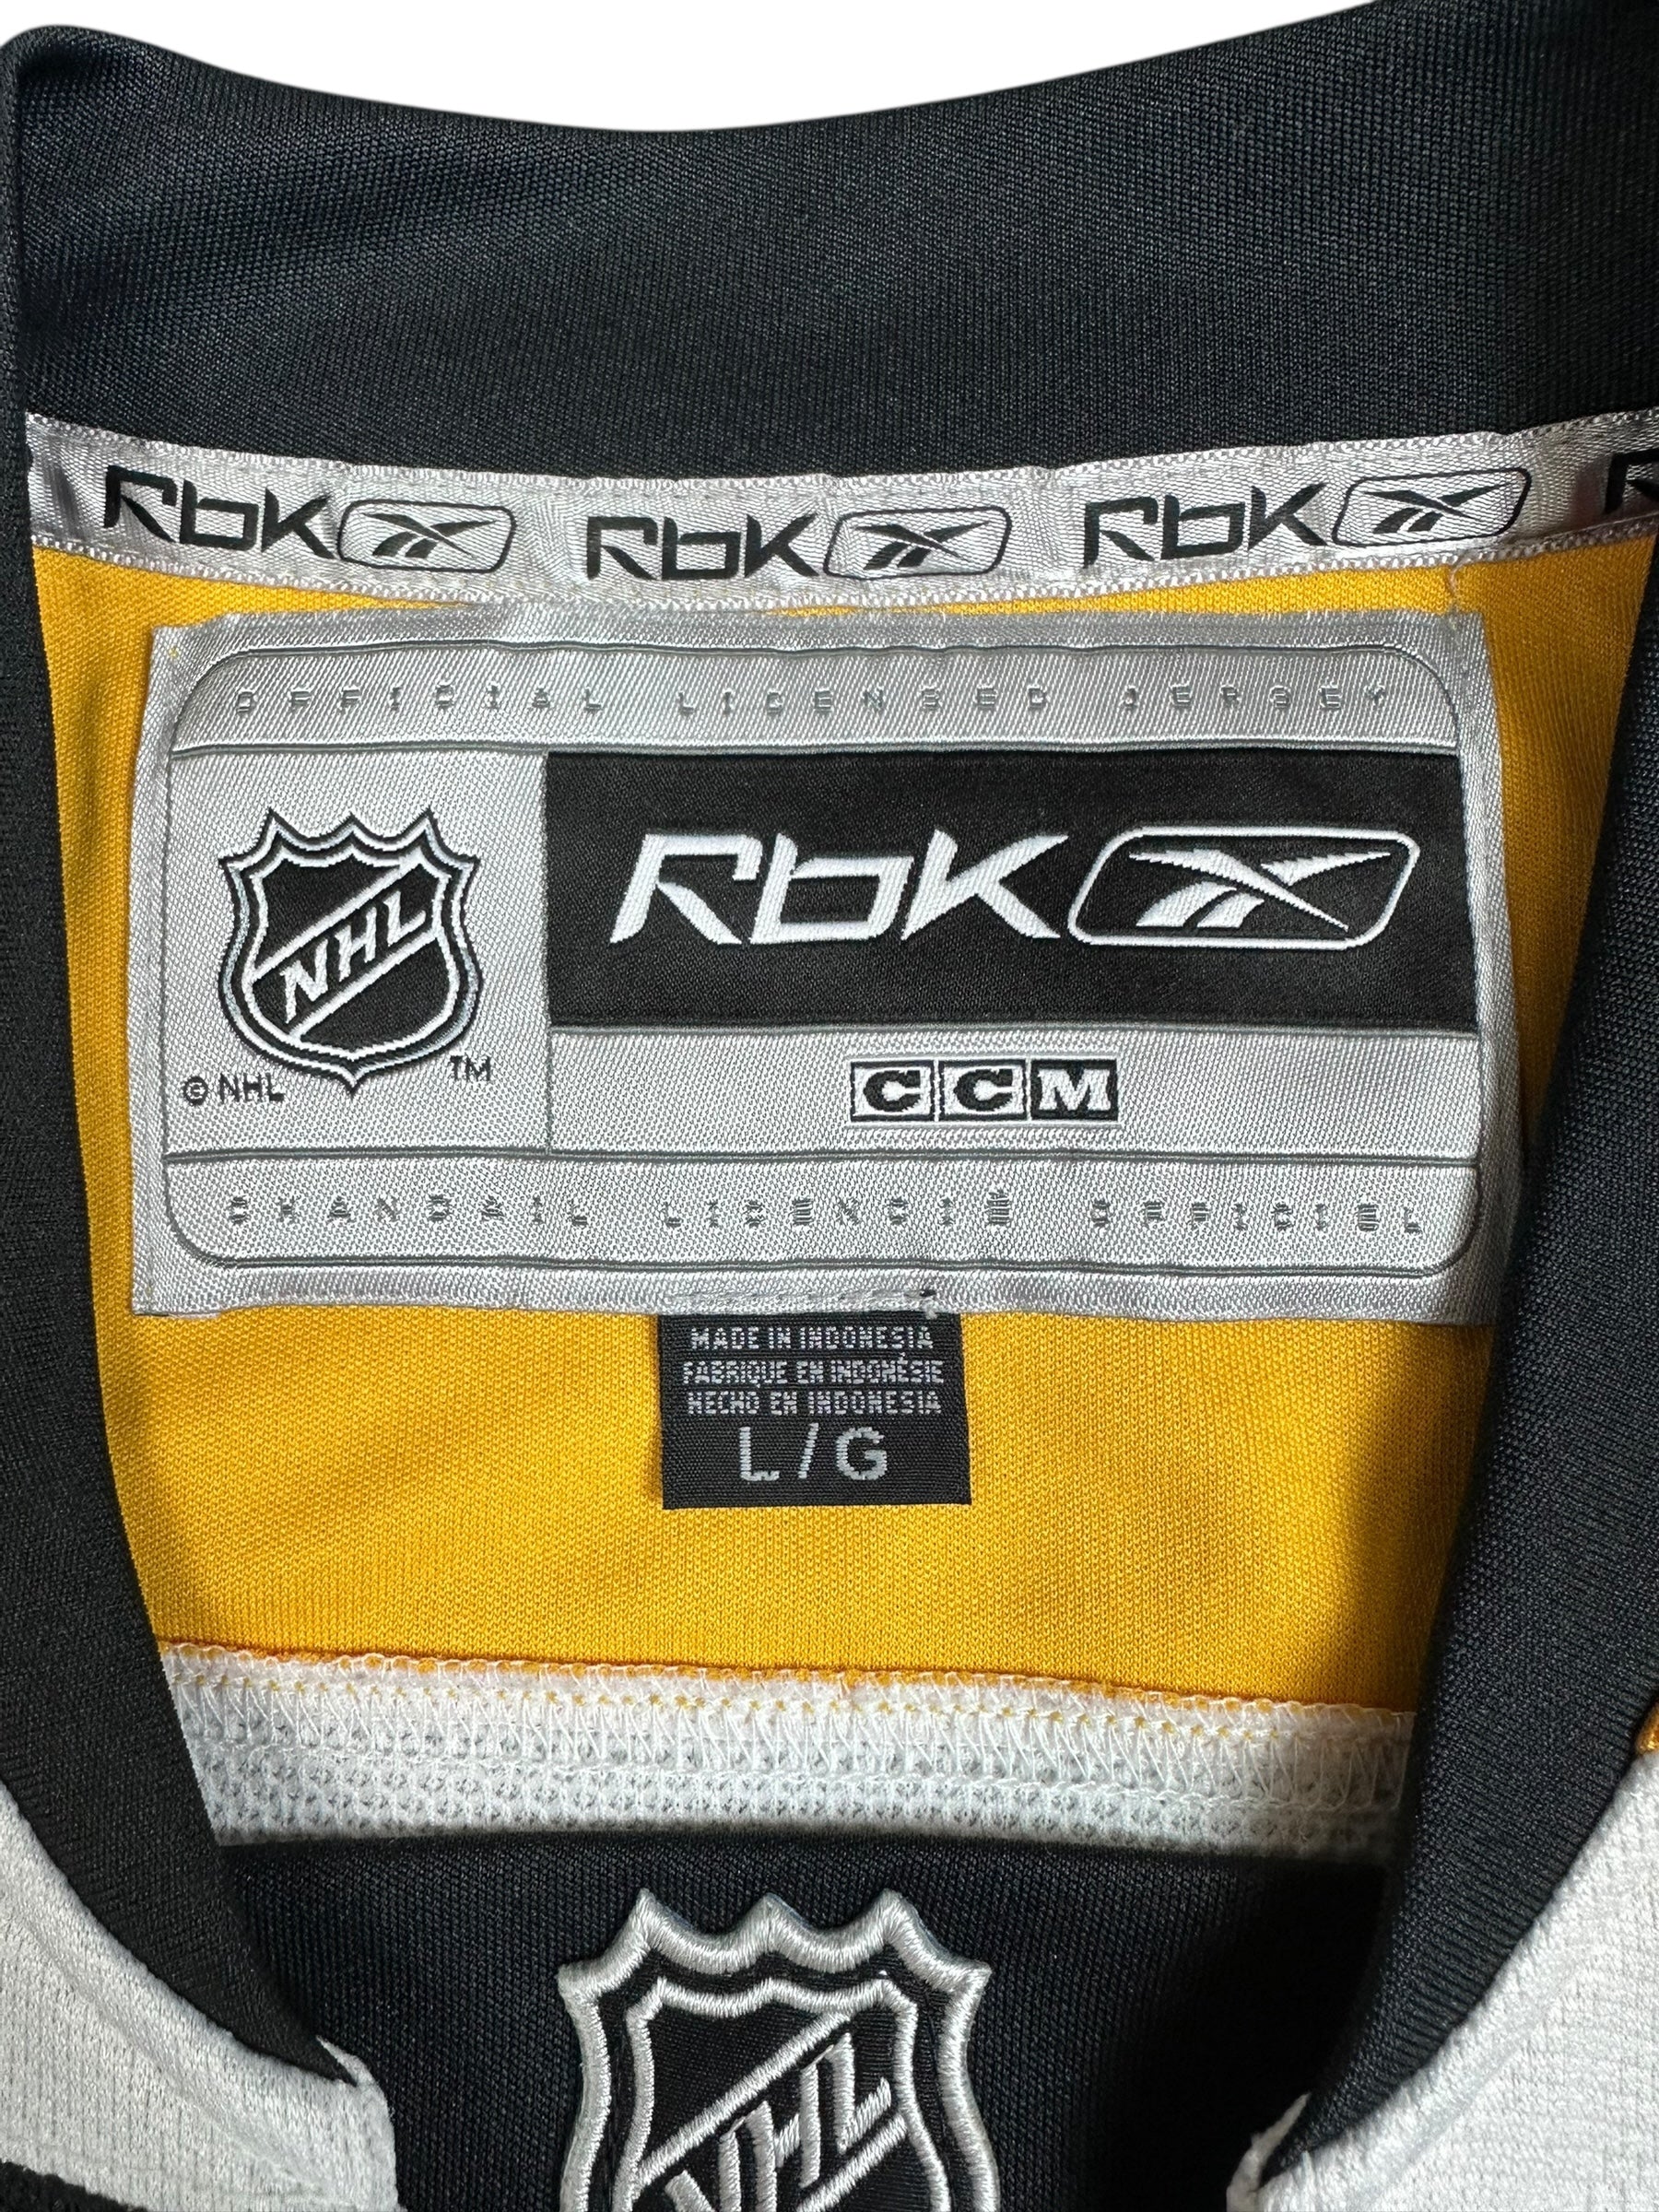 RbK RbK RbK R
OFFICIAL LICENSED JERSEY
NHL
RbK
© NHL
TM
CCM
CHANDAIL LICENCIÉ OFFICIEL
MADE IN INDONESIA
FABRIQUE EN INDONÉSIE
HECHO EN INDONESIA
L / G
NHL